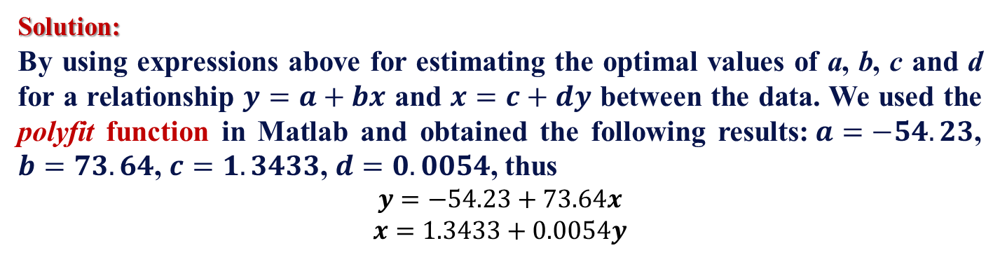 Solution:
By using expressions above for estimating the optimal values of a, b, c and d
for a relationship y = a + bx and x = c + dy between the data. We used the
polyfit function in Matlab and obtained the following results: a = −54.23,
b = 73.64, c = 1.3433, d = 0.0054, thus
y = −54.23 + 73.64x
x = 1.3433 + 0.0054y